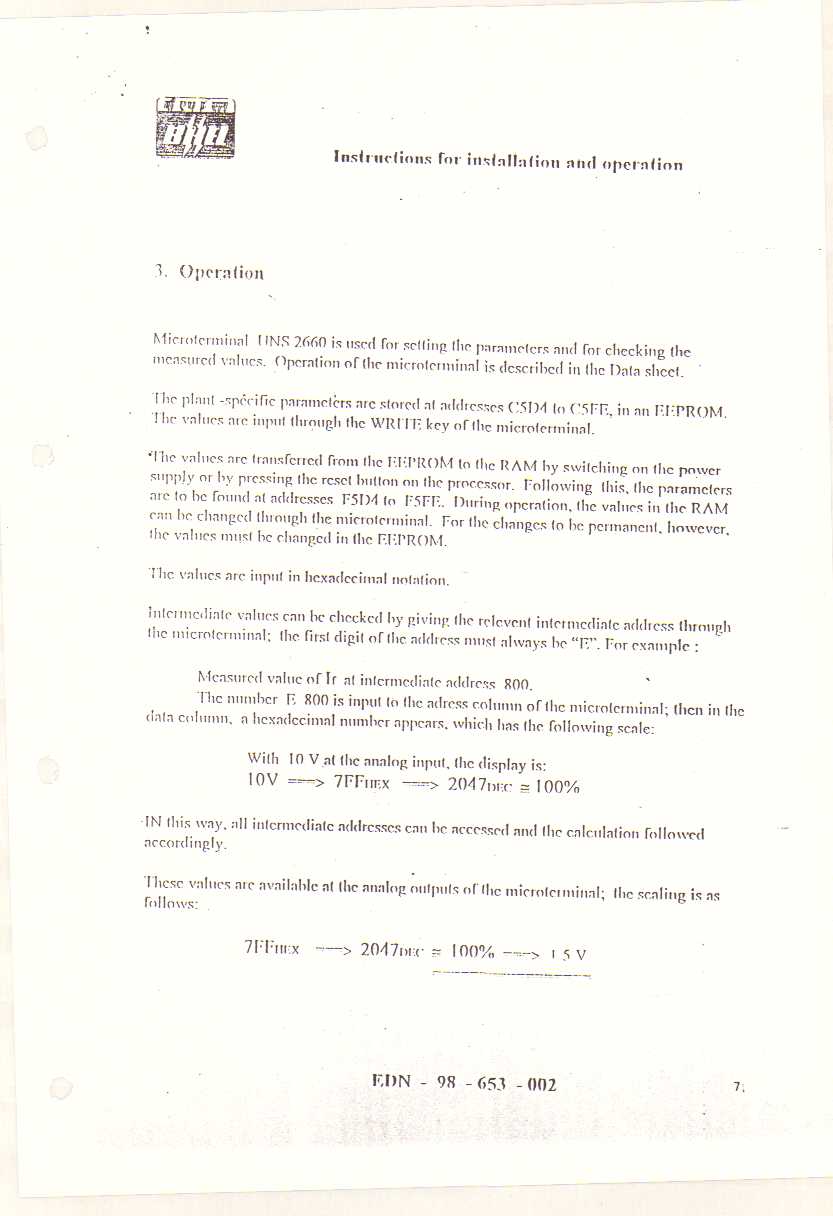 बी एच ई एल
BHEL
Instructions for installation and operation
3. Operation
Microterminal UNS 2660 is used for setting the parameters and for checking the
measured values. Operation of the microterminal is described in the Data sheet.
The plant -specific parameters are stored at addresses C5D4 to C5FE, in an EEPROM.
The values are input through the WRITE key of the microterminal.
The values are transferred from the EEPROM to the RAM by switching on the power
supply or by pressing the reset button on the processor. Following this, the parameters
are to be found at addresses F5D4 to F5FE. During operation, the values in the RAM
can be changed through the microterminal. For the changes to be permanent, however,
the values must be changed in the EEPROM.
The values are input in hexadecimal notation.
Intermediate values can be checked by giving the relevent intermediate address through
the microterminal; the first digit of the address must always be “E”. For example :
Measured value of Ir at intermediate address 800.
The number E 800 is input to the adress column of the microterminal; then in the
data column, a hexadecimal number appears, which has the following scale:
With 10 V at the analog input, the display is:
10V ===> 7FFHEX ===> 2047DEC ≅ 100%
IN this way, all intermediate addresses can be accessed and the calculation followed
accordingly.
These values are available at the analog outputs of the microterminal; the scaling is as
follows:
7FFHEX ===> 2047DEC ≅ 100% ===> 5 V
EDN - 98 - 653 - 002
7.